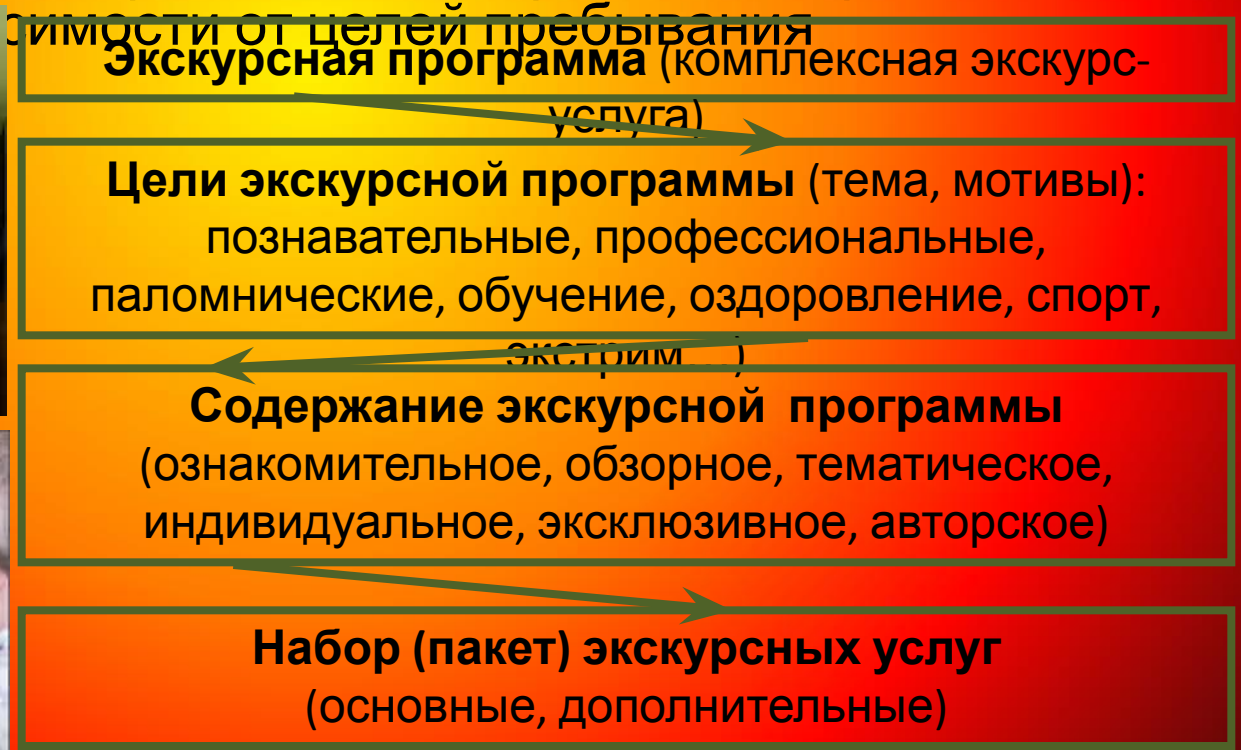 от целей пребывания
Экскурсная программа (комплексная экскурс-
услуга)
Цели экскурсной программы (тема, мотивы):
познавательные, профессиональные,
паломнические, обучение, оздоровление, спорт,
экстрим…)
Содержание экскурсной программы
(ознакомительное, обзорное, тематическое,
индивидуальное, эксклюзивное, авторское)
Набор (пакет) экскурсных услуг
(основные, дополнительные)